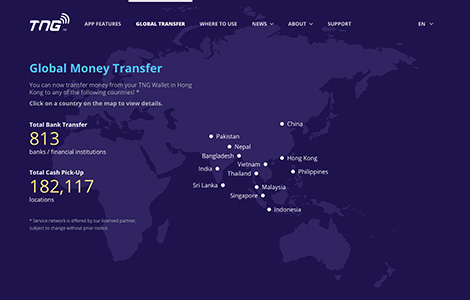 TNG
APP FEATURES
GLOBAL TRANSFER
WHERE TO USE
NEWS
ABOUT
SUPPORT
EN
Global Money Transfer
You can now transfer money from your TNG Wallet in Hong
Kong to any of the following countries! *
Click on a country on the map to view details.
Total Bank Transfer
813
banks / financial institutions
Total Cash Pick-Up
182,117
locations
* Service network is offered by our licensed partner,
subject to change without prior notice.
China
Pakistan
Nepal
Bangladesh
Hong Kong
Vietnam
India
Thailand
Philippines
Sri Lanka
Malaysia
Singapore
Indonesia